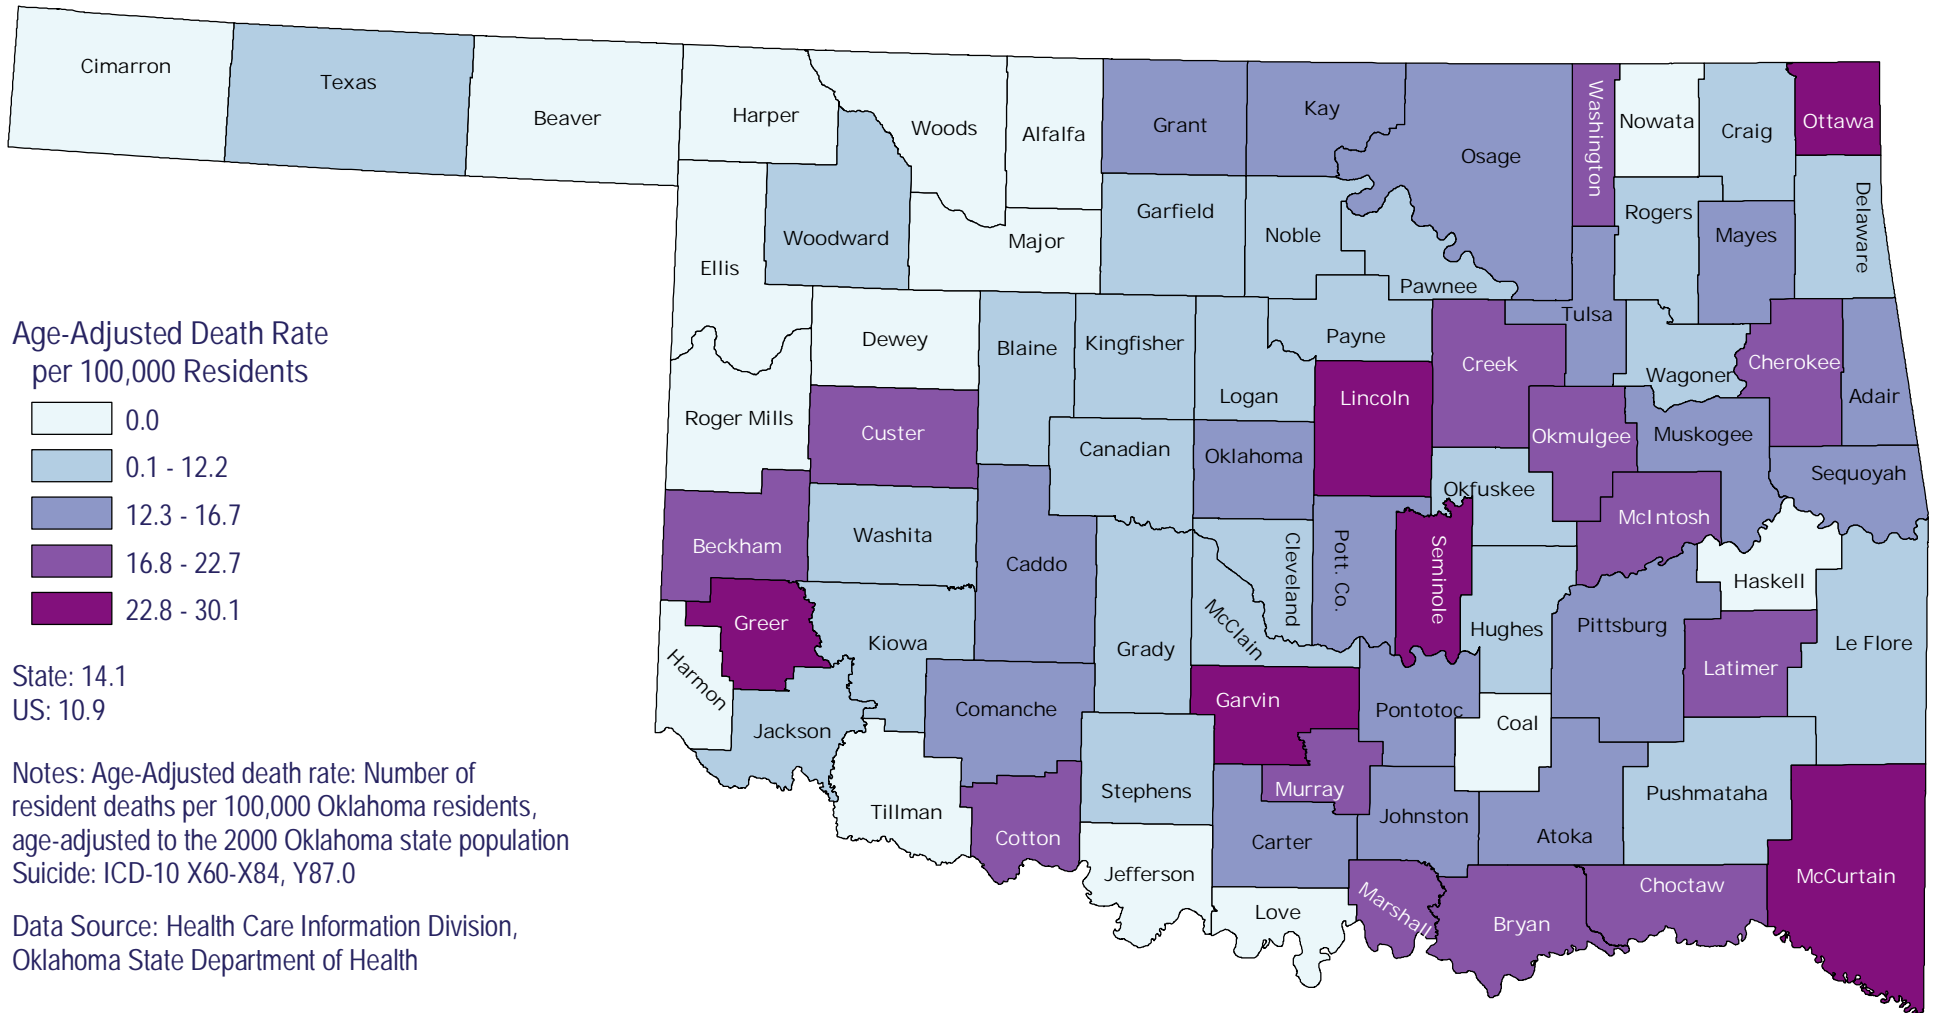 Cimarron
Texas
Beaver
Harper
Woods
Alfalfa
Grant
Kay
Osage
Washington
Nowata
Craig
Ottawa
Woodward
Ellis
Major
Garfield
Noble
Pawnee
Rogers
Mayes
Delaware
Dewey
Blaine
Kingfisher
Logan
Payne
Tulsa
Creek
Wagoner
Cherokee
Adair
Roger Mills
Custer
Canadian
Oklahoma
Lincoln
Okmulgee
Muskogee
Sequoyah
Okfuskee
McIntosh
Beckham
Washita
Caddo
Grady
McClain
Cleveland
Pott. Co.
Seminole
Hughes
Pittsburg
Haskell
Latimer
Le Flore
Greer
Harmon
Kiowa
Jackson
Comanche
Garvin
Pontotoc
Coal
Tillman
Cotton
Stephens
Murray
Carter
Johnston
Atoka
Pushmataha
Jefferson
Love
Marshall
Bryan
Choctaw
McCurtain
Age-Adjusted Death Rate
per 100,000 Residents
0.0
0.1 - 12.2
12.3 - 16.7
16.8 - 22.7
22.8 - 30.1
State: 14.1
US: 10.9
Notes: Age-Adjusted death rate: Number of
resident deaths per 100,000 Oklahoma residents,
age-adjusted to the 2000 Oklahoma state population
Suicide: ICD-10 X60-X84, Y87.0
Data Source: Health Care Information Division,
Oklahoma State Department of Health